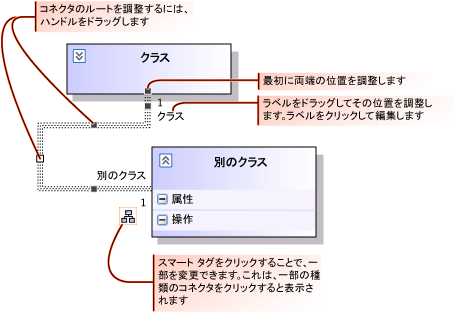 コネクタのルートを調整するには、
ハンドルをドラッグします
クラス
最初に両端の位置を調整します
1
クラス
ラベルをドラッグしてその位置を調整し
ます。ラベルをクリックして編集します
別のクラス
1
別のクラス
属性
操作
スマート タグをクリックすることで、一
部を変更できます。これは、一部の種
類のコネクタをクリックすると表示さ
れます